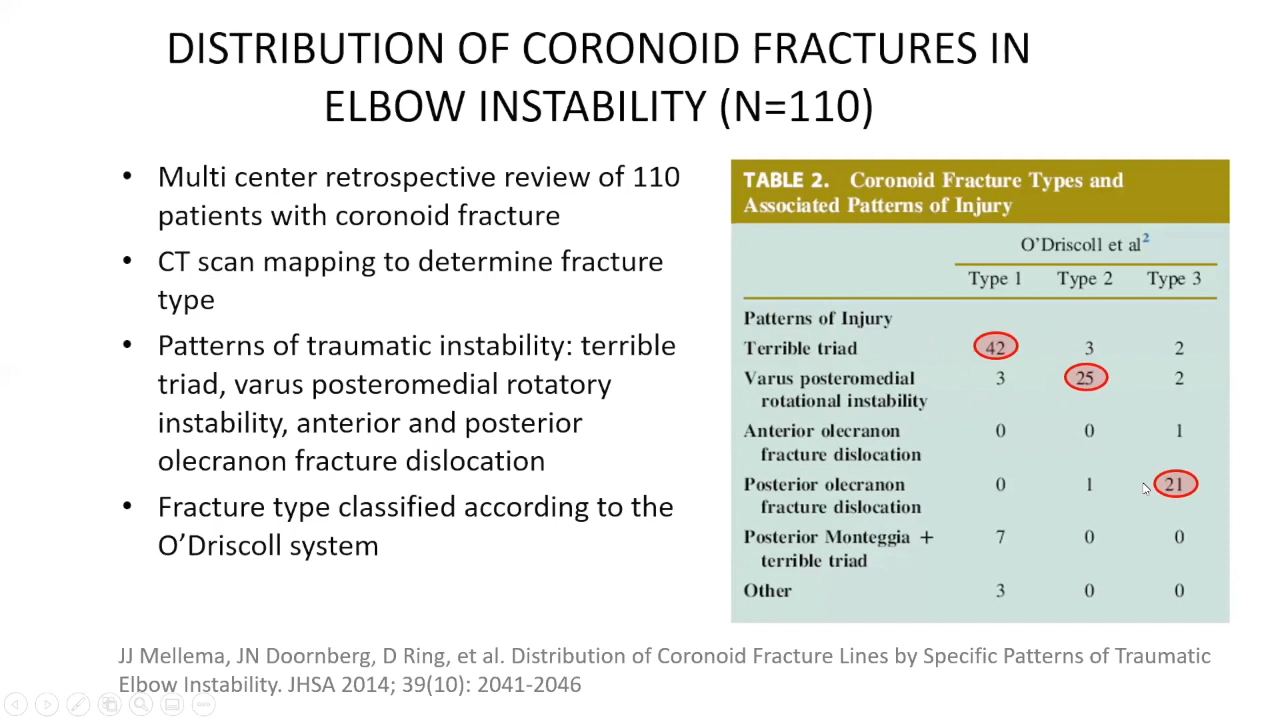 DISTRIBUTION OF CORONOID FRACTURES IN
ELBOW INSTABILITY (N=110)
• Multi center retrospective review of 110
patients with coronoid fracture
• CT scan mapping to determine fracture
type
• Patterns of traumatic instability: terrible
triad, varus posteromedial rotatory
instability, anterior and posterior
olecranon fracture dislocation
• Fracture type classified according to the
O’Driscoll system
TABLE 2. Coronoid Fracture Types and
Associated Patterns of Injury
O’Driscoll et al2
Type 1 Type 2 Type 3
Patterns of Injury
Terrible triad 42 3 2
Varus posteromedial 3 25 2
rotational instability
Anterior olecranon 0 0 1
fracture dislocation
Posterior olecranon 0 1 21
fracture dislocation
Posterior Monteggia + 7 0 0
terrible triad
Other 3 0 0
JJ Mellema, JN Doornberg, D Ring, et al. Distribution of Coronoid Fracture Lines by Specific Patterns of Traumatic
Elbow Instability. JHSA 2014; 39(10): 2041-2046